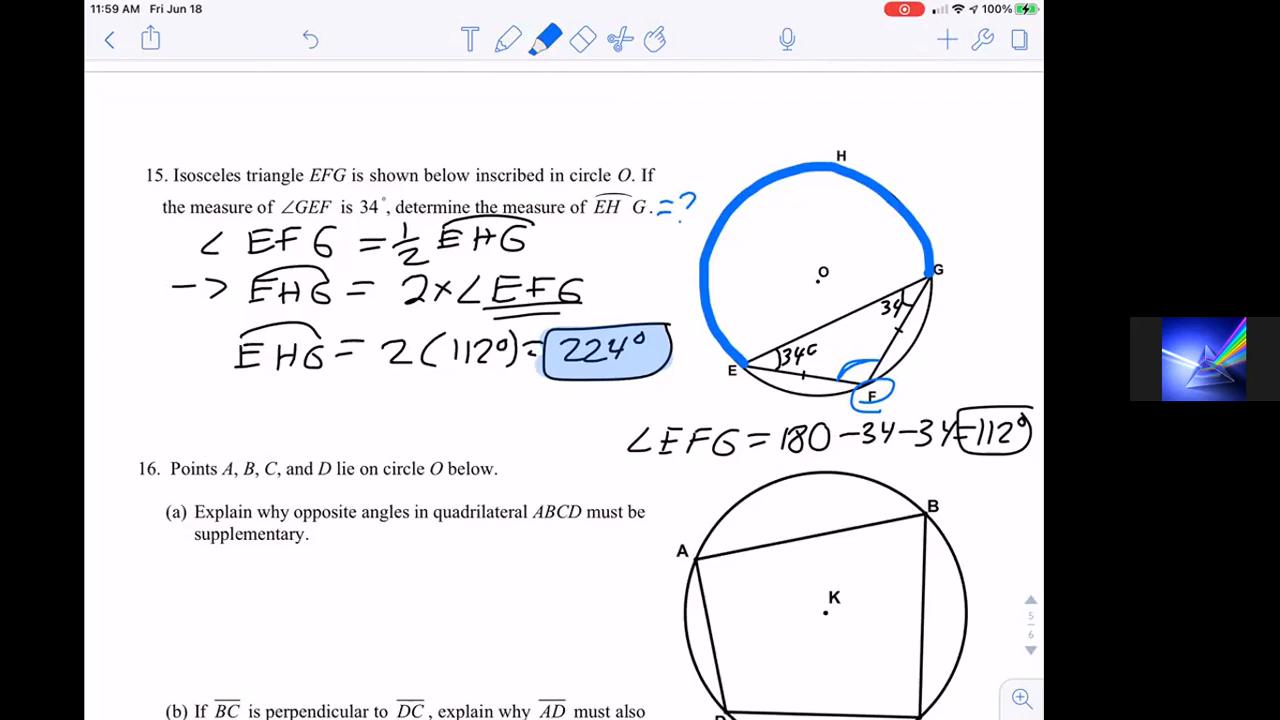 11:59 AM Fri Jun 18
100%
T
15. Isosceles triangle EFG is shown below inscribed in circle O. If
the measure of ∠GEF is 34°, determine the measure of EH G. = ?
∠ EFG = 1/2 EHG
-> EHG = 2×∠EFG
EHG = 2(112°) = 224°
H
O
G
34
34°
E
F
∠EFG = 180 -34 -34 = 112°
16. Points A, B, C, and D lie on circle O below.
(a) Explain why opposite angles in quadrilateral ABCD must be
supplementary.
B
A
K
5
6
(b) If BC is perpendicular to DC, explain why AD must also